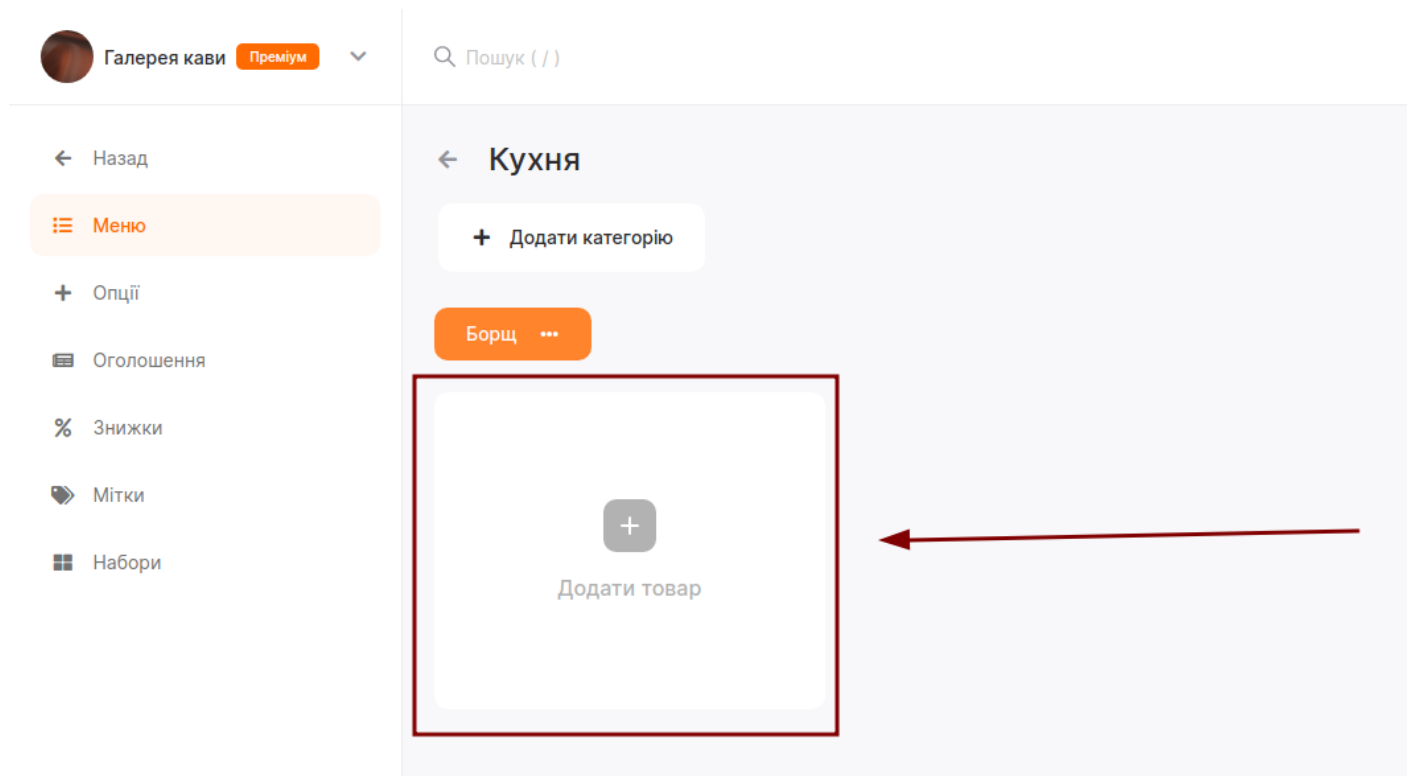 Галерея кави Преміум
Пошук ( / )
Назад
Меню
Опції
Оголошення
Знижки
Мітки
Набори
Кухня
+ Додати категорію
Борщ •••
+
Додати товар